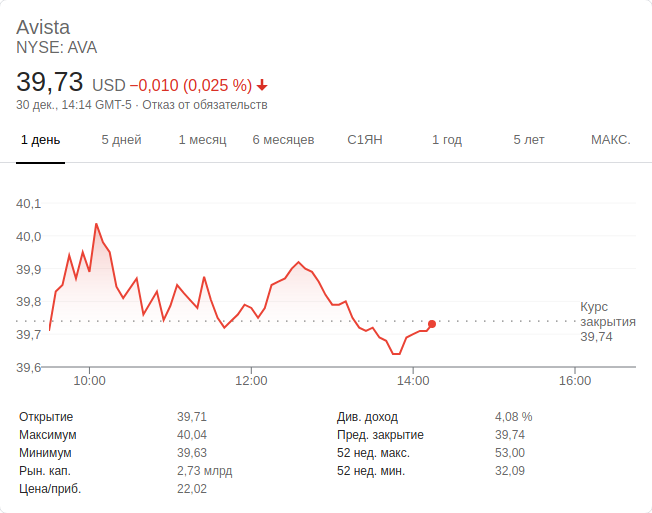 Avista
NYSE: AVA
39,73 USD −0,010 (0,025 %)
30 дек., 14:14 GMT-5 · Отказ от обязательств
1 день 5 дней 1 месяц 6 месяцев С1ЯН 1 год 5 лет МАКС.
40,1
40,0
39,9
39,8
39,7
39,6
Курс
закрытия
39,74
10:00 12:00 14:00 16:00
Открытие 39,71 Див. доход 4,08 %
Максимум 40,04 Пред. закрытие 39,74
Минимум 39,63 52 нед. макс. 53,00
Рын. кап. 2,73 млрд 52 нед. мин. 32,09
Цена/приб. 22,02